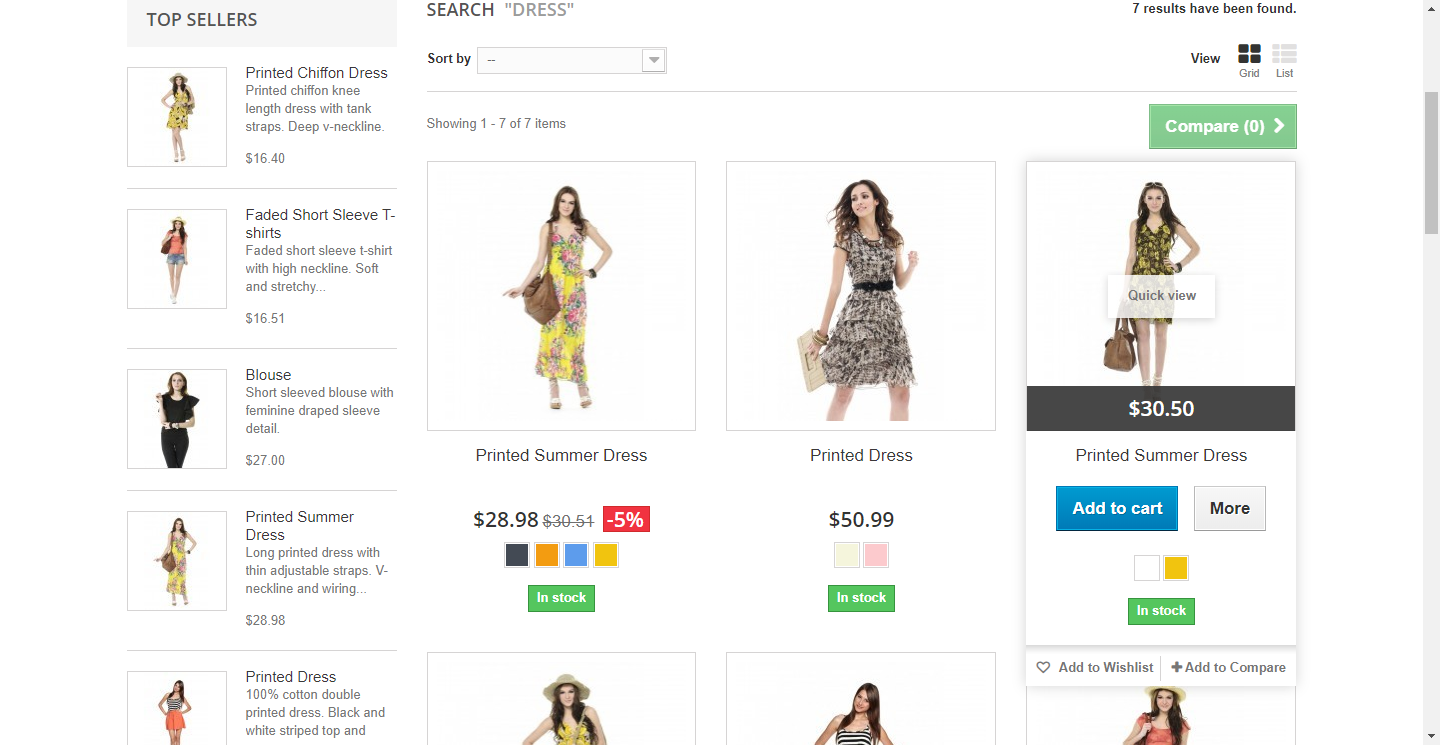 TOP SELLERS
Printed Chiffon Dress
Printed chiffon knee
length dress with tank
straps. Deep v-neckline.
$16.40
Faded Short Sleeve T-
shirts
Faded short sleeve t-shirt
with high neckline. Soft
and stretchy...
$16.51
Blouse
Short sleeved blouse with
feminine draped sleeve
detail.
$27.00
Printed Summer
Dress
Long printed dress with
thin adjustable straps. V-
neckline and wiring...
$28.98
Printed Dress
100% cotton double
printed dress. Black and
white striped top and
SEARCH "DRESS"
7 results have been found.
Sort by --
View
Grid List
Showing 1 - 7 of 7 items
Compare (0)
Printed Summer Dress
$28.98 $30.51 -5%
In stock
Printed Dress
$50.99
In stock
Quick view
$30.50
Printed Summer Dress
Add to cart More
In stock
Add to Wishlist Add to Compare